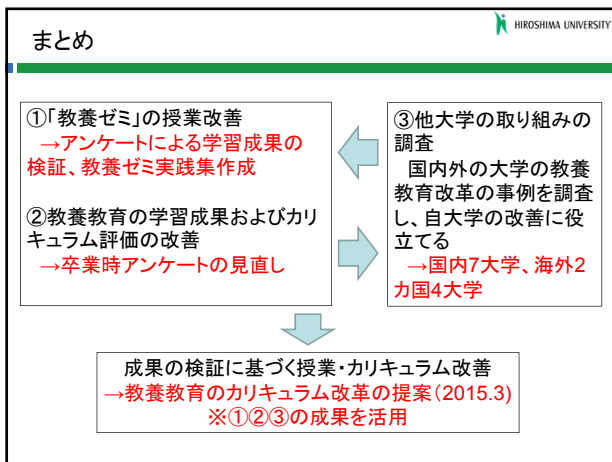 まとめ
HIROSHIMA UNIVERSITY
①「教養ゼミ」の授業改善
→アンケートによる学習成果の
検証、教養ゼミ実践集作成
②教養教育の学習成果およびカリ
キュラム評価の改善
→卒業時アンケートの見直し
③他大学の取り組みの
調査
国内外の大学の教養
教育改革の事例を調査
し、自大学の改善に役
立てる
→国内7大学、海外2
カ国4大学
成果の検証に基づく授業・カリキュラム改善
→教養教育のカリキュラム改革の提案(2015.3)
※①②③の成果を活用